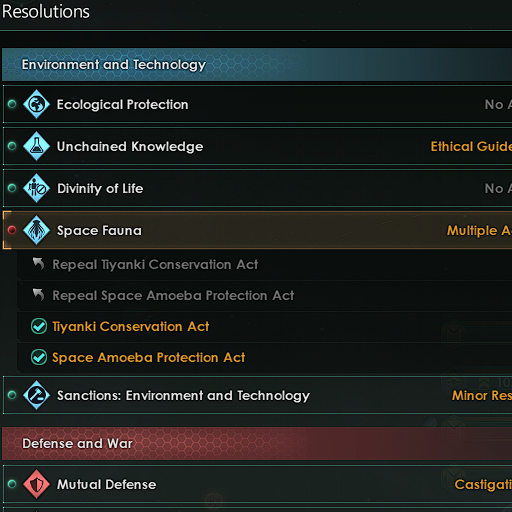 Resolutions
Environment and Technology
Ecological Protection No A
Unchained Knowledge Ethical Guide
Divinity of Life No A
Space Fauna Multiple A
Repeal Tiyanki Conservation Act
Repeal Space Amoeba Protection Act
Tiyanki Conservation Act
Space Amoeba Protection Act
Sanctions: Environment and Technology Minor Res
Defense and War
Mutual Defense Castigati